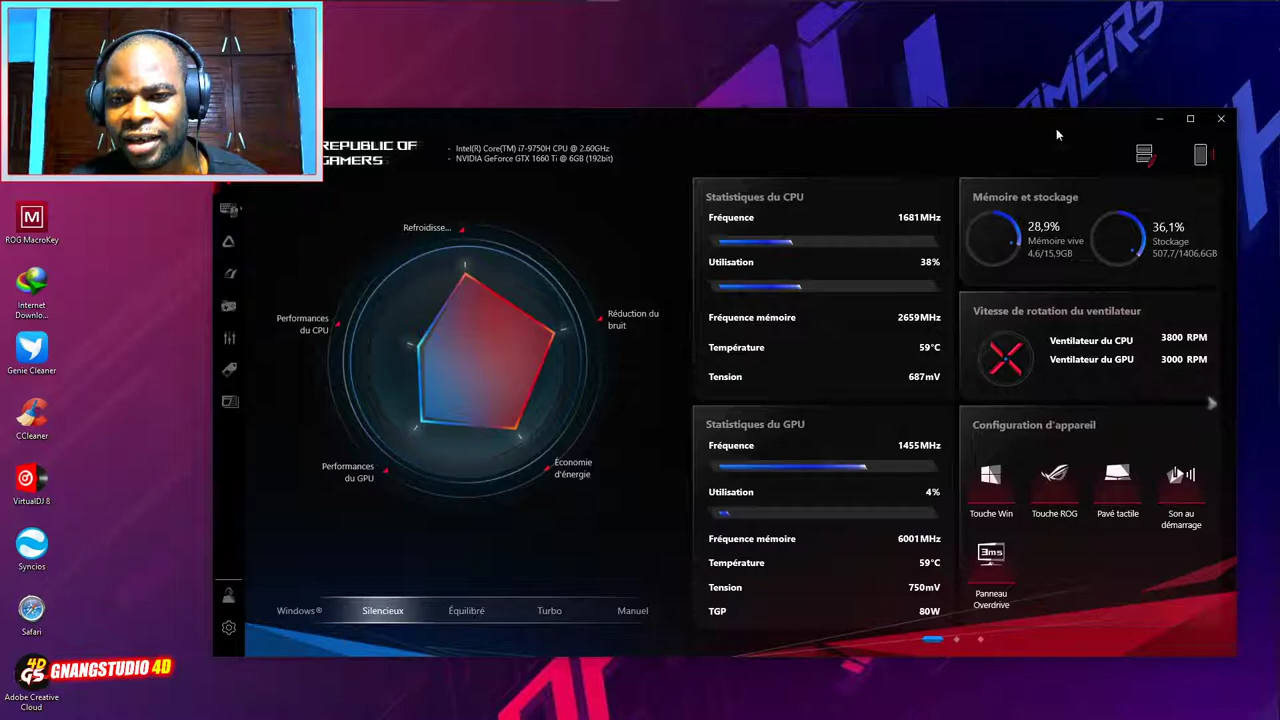 GAMERS
REPUBLIC OF
GAMERS
- Intel(R) Core(TM) i7-9750H CPU @ 2.60GHz
- NVIDIA GeForce GTX 1660 Ti @ 6GB (192bit)
ROG MacroKey
Internet
Downlo...
Genie Cleaner
CCleaner
VirtualDJ 8
Syncios
Safari
4D
GS
GNANGSTUDIO 4D
Adobe Creative
Cloud
Refroidisse...
Performances
du CPU
Réduction du
bruit
Performances
du GPU
Économie
d'énergie
Windows®
Silencieux
Équilibré
Turbo
Manuel
Statistiques du CPU
Fréquence 1681MHz
Utilisation 38%
Fréquence mémoire 2659MHz
Température 59°C
Tension 687mV
Statistiques du GPU
Fréquence 1455MHz
Utilisation 4%
Fréquence mémoire 6001MHz
Température 59°C
Tension 750mV
TGP 80W
Mémoire et stockage
28,9%
Mémoire vive
4,6/15,9GB
36,1%
Stockage
507,7/1406,6GB
Vitesse de rotation du ventilateur
Ventilateur du CPU 3800 RPM
Ventilateur du GPU 3000 RPM
Configuration d'appareil
Touche Win
Touche ROG
Pavé tactile
Son au
démarrage
3ms
Panneau
Overdrive